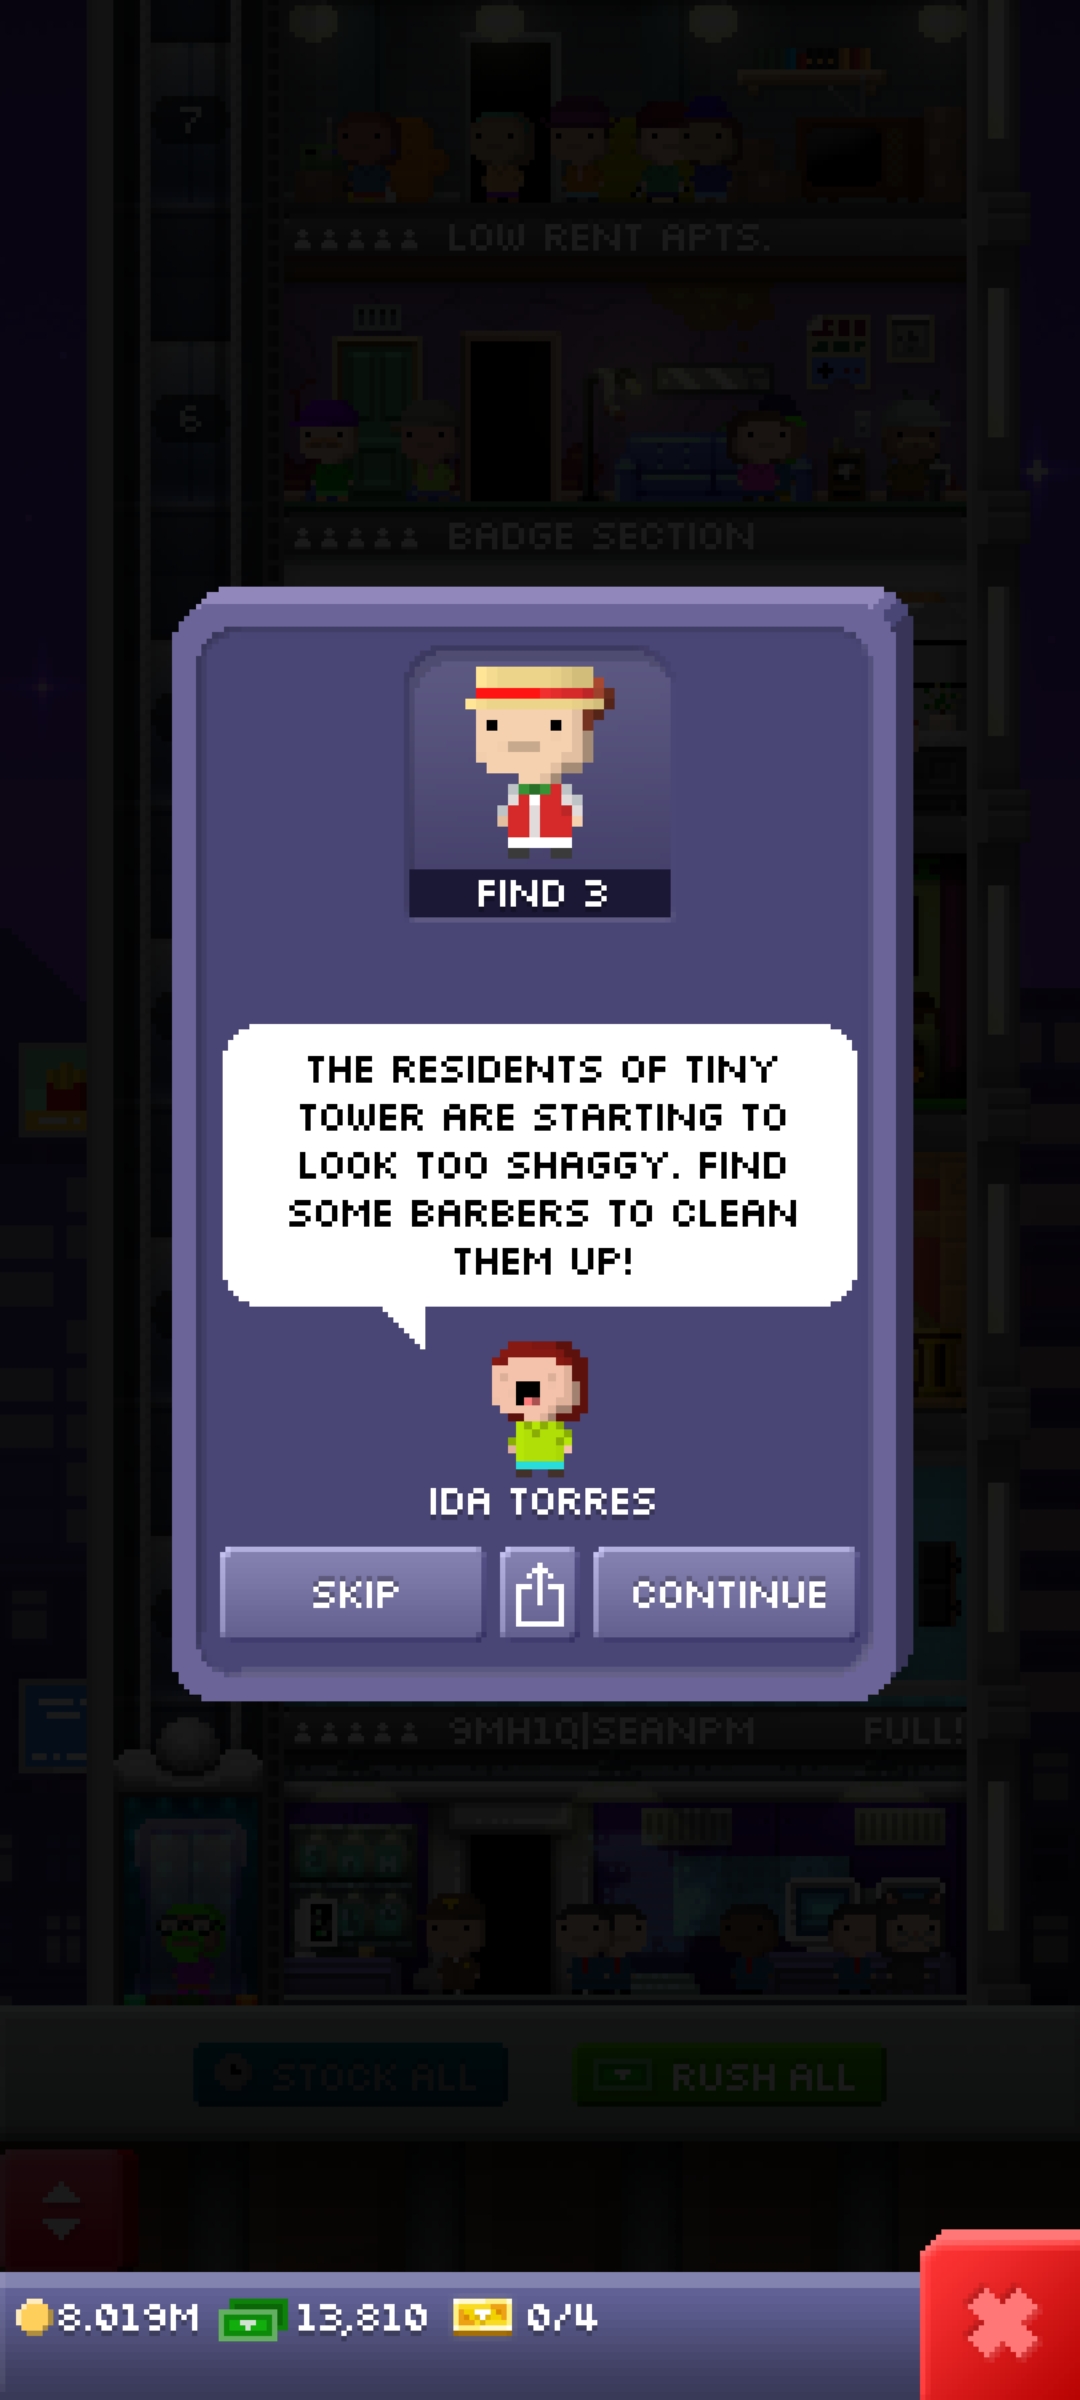 7
LOW RENT APTS.
6
BADGE SECTION
FIND 3
THE RESIDENTS OF TINY
TOWER ARE STARTING TO
LOOK TOO SHAGGY. FIND
SOME BARBERS TO CLEAN
THEM UP!
IDA TORRES
SKIP
CONTINUE
9MH1Q|SEANPM FULL!
STOCK ALL
RUSH ALL
8.019M 13,810 0/4